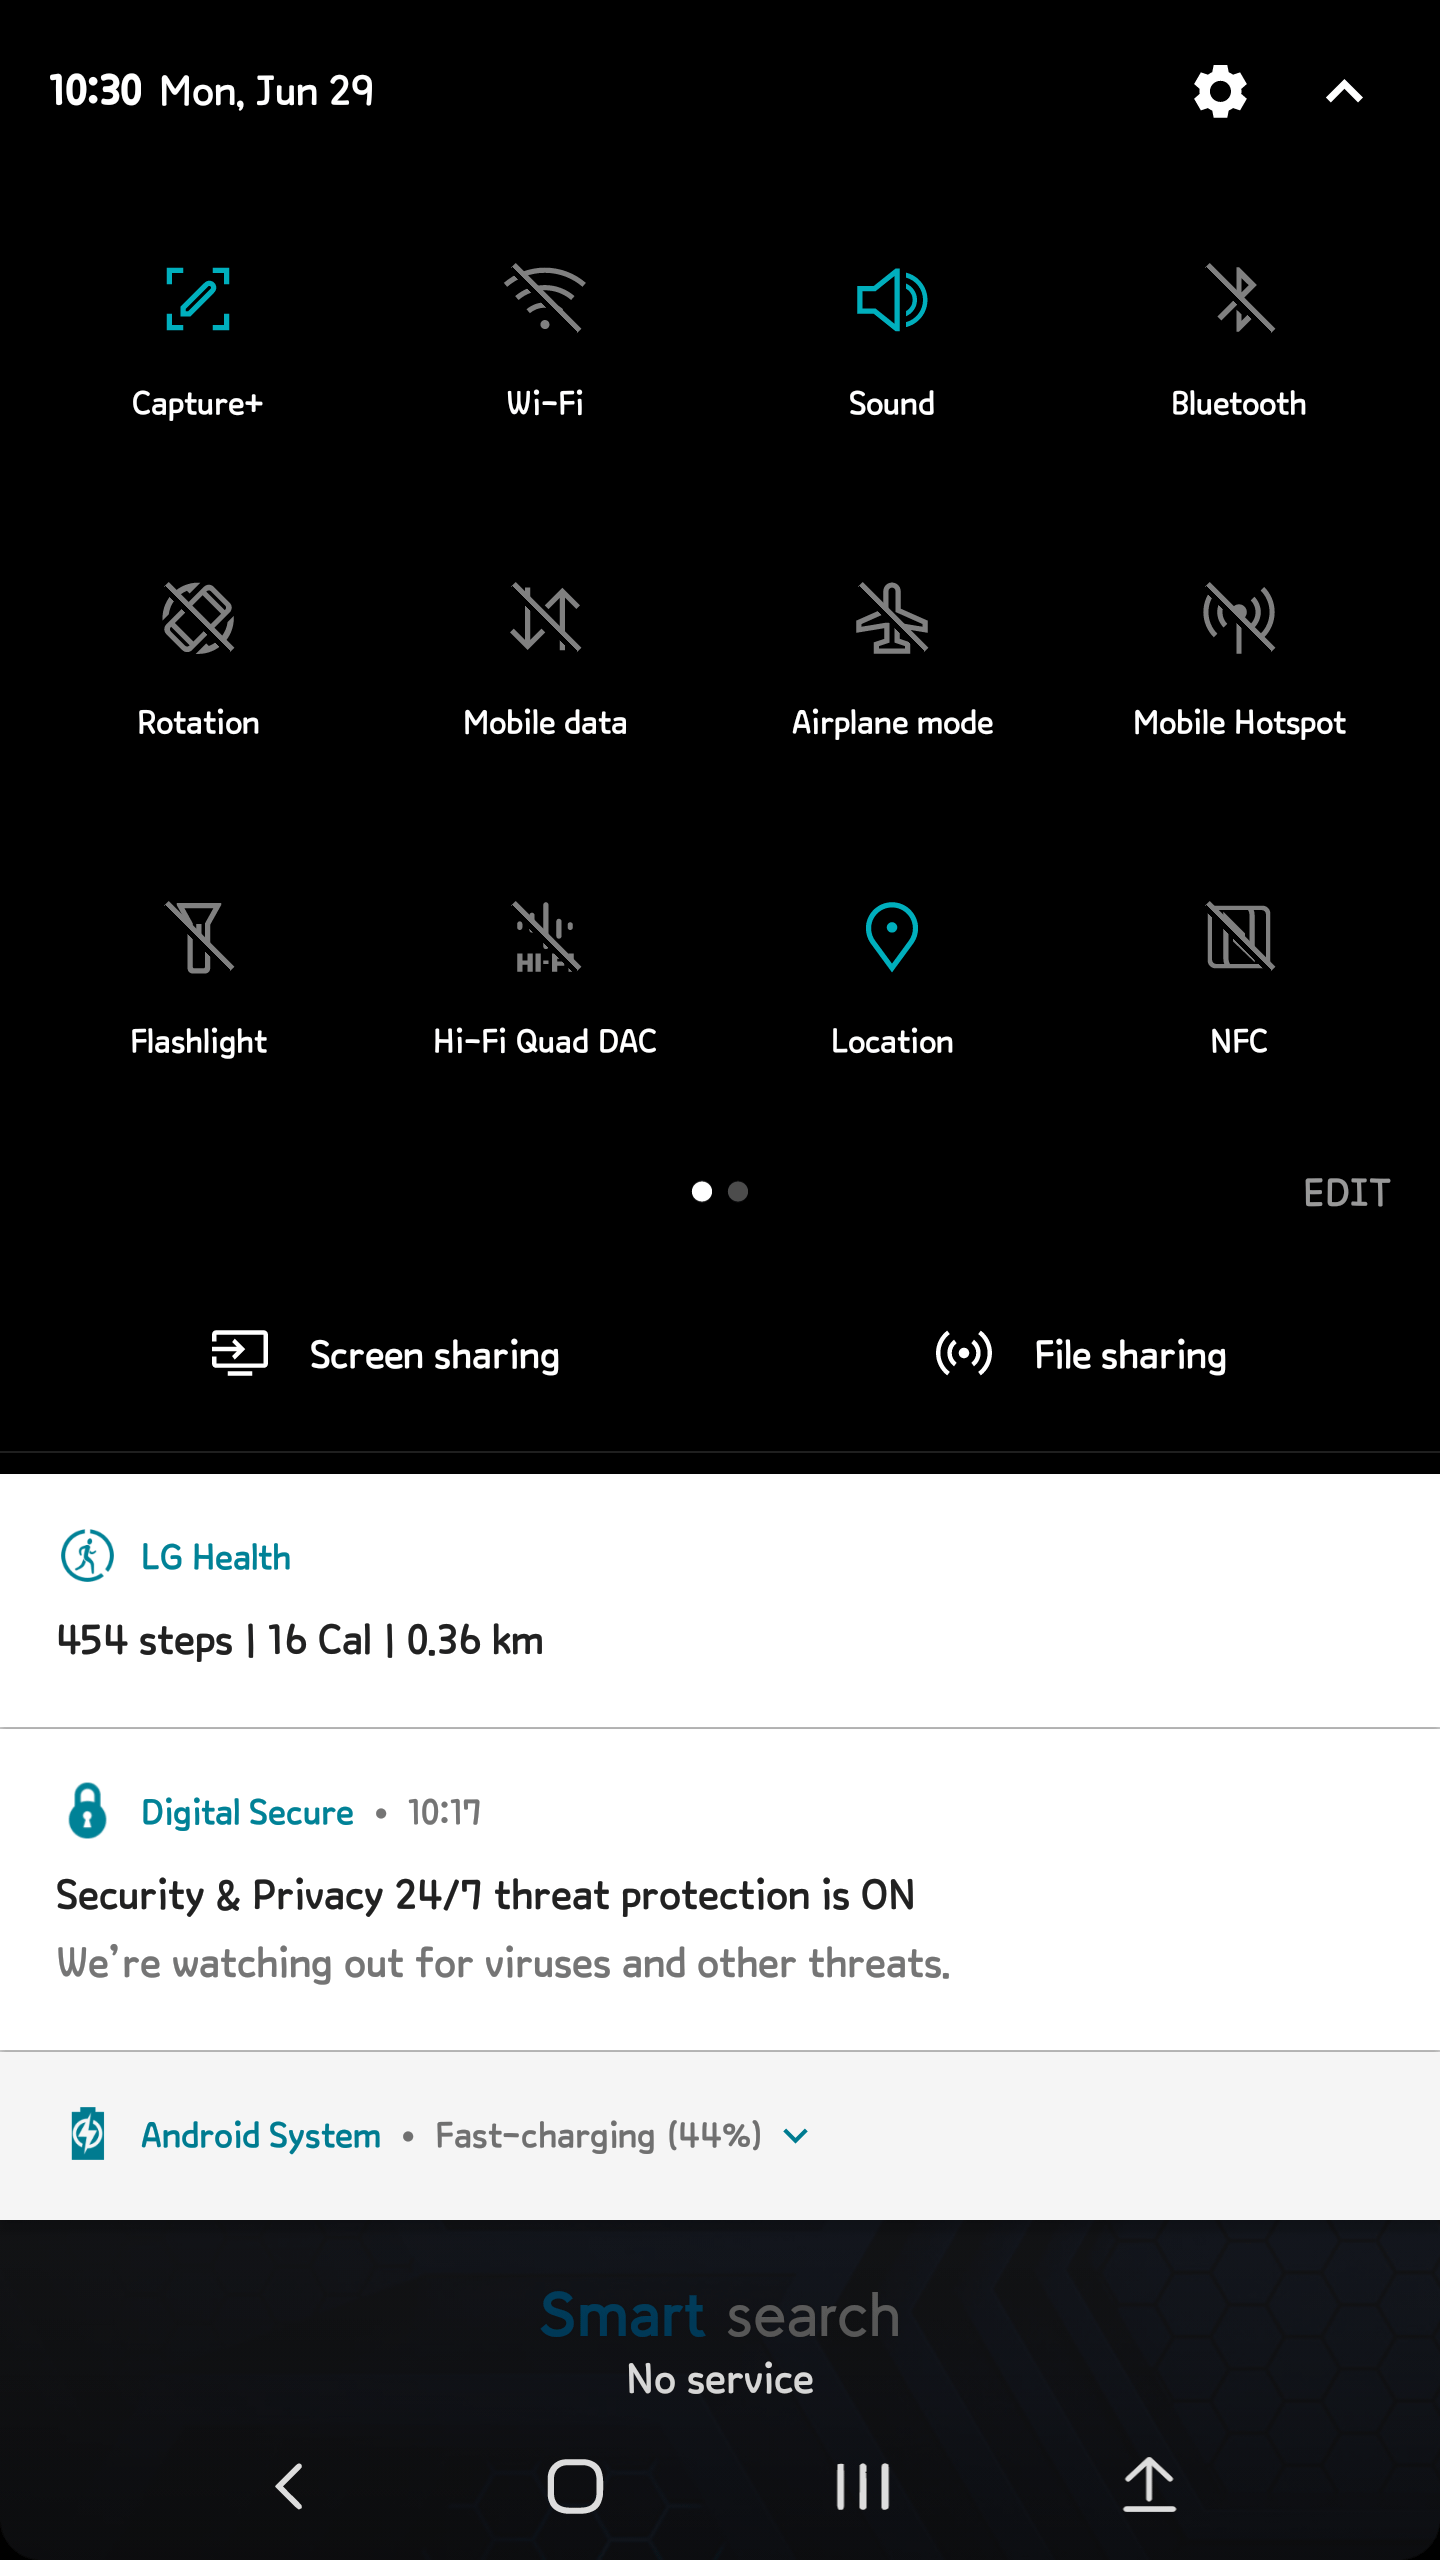 10:30 Mon, Jun 29
Capture+ Wi-Fi Sound Bluetooth
Rotation Mobile data Airplane mode Mobile Hotspot
HI-FI
Flashlight Hi-Fi Quad DAC Location NFC
EDIT
Screen sharing File sharing
LG Health
454 steps | 16 Cal | 0.36 km
Digital Secure • 10:17
Security & Privacy 24/7 threat protection is ON
We're watching out for viruses and other threats.
Android System • Fast-charging (44%)
Smart search
No service